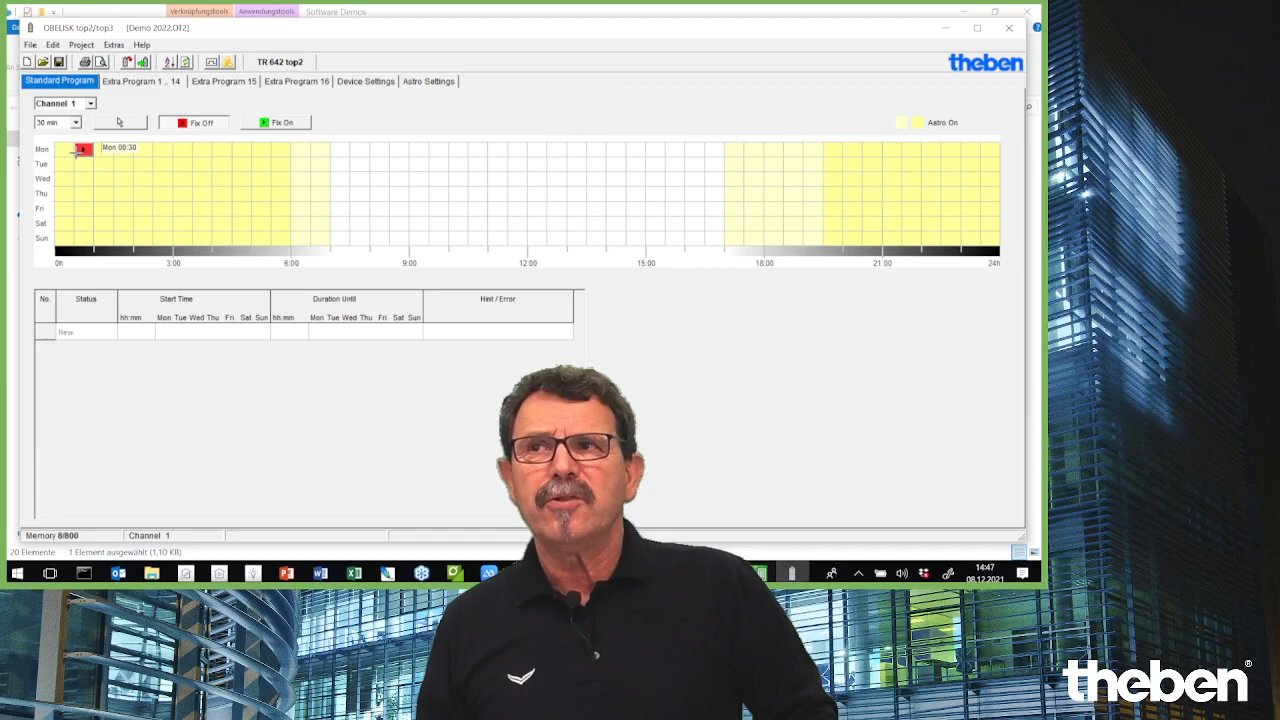 Verknüpfungstools Anwendungstools Software Demos
OBELISK top2/top3 [Demo 2022.OT2]
File Edit Project Extras Help
TR 642 top2
theben
Standard Program Extra Program 1 .. 14 Extra Program 15 Extra Program 16 Device Settings Astro Settings
Channel 1
30 min Fix Off Fix On Astro On
Mon Mon 00:30
Tue
Wed
Thu
Fri
Sat
Sun
0h 3:00 6:00 9:00 12:00 15:00 18:00 21:00 24h
No. Status Start Time Duration Until Hint / Error
hh:mm Mon Tue Wed Thu Fri Sat Sun hh:mm Mon Tue Wed Thu Fri Sat Sun
New
Memory 8/800 Channel 1
20 Elemente 1 Element ausgewählt (1,10 KB)
14:47
08.12.2021
theben®